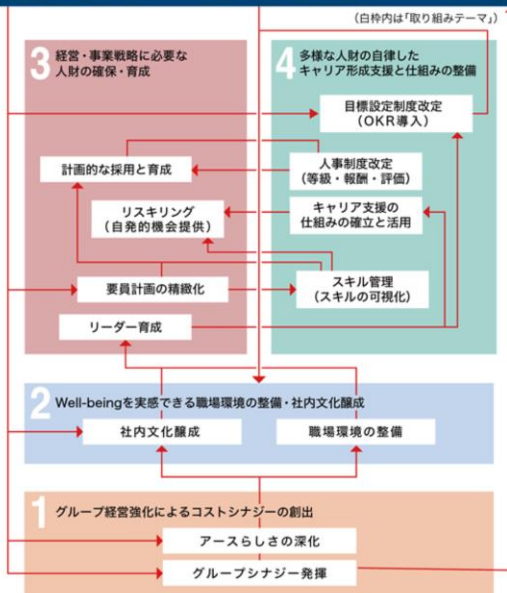 (白枠内は「取り組みテーマ」)
3
経営・事業戦略に必要な
人財の確保・育成
4
多様な人財の自律した
キャリア形成支援と仕組みの整備
目標設定制度改定
(OKR導入)
計画的な採用と育成
人事制度改定
(等級・報酬・評価)
リスキリング
(自発的機会提供)
キャリア支援の
仕組みの確立と活用
要員計画の精緻化
スキル管理
(スキルの可視化)
リーダー育成
2
Well-beingを実感できる職場環境の整備・社内文化醸成
社内文化醸成
職場環境の整備
1
グループ経営強化によるコストシナジーの創出
アースらしさの深化
グループシナジー発揮